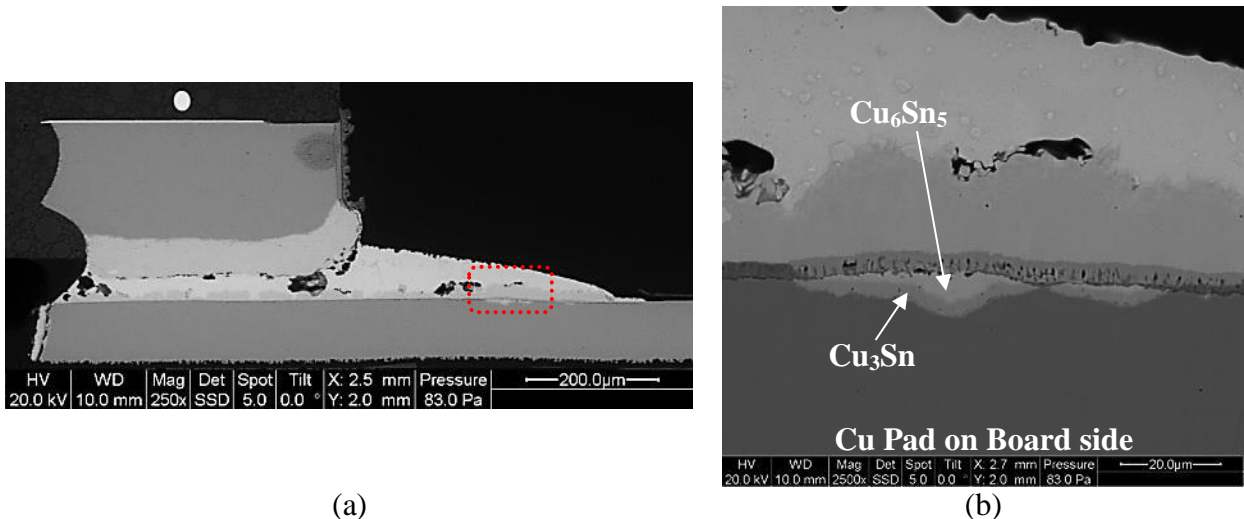 HV WD Mag Det Spot Tilt X: 2.5 mm Pressure 200.0µm
20.0 kV 10.0 mm 250x SSD 5.0 0.0 ° Y: 2.0 mm 83.0 Pa
(a)
Cu₆Sn₅
Cu₃Sn
Cu Pad on Board side
HV WD Mag Det Spot Tilt X: 2.7 mm Pressure 20.0µm
20.0 kV 10.0 mm 2500x SSD 5.0 0.0 ° Y: 2.0 mm 83.0 Pa
(b)